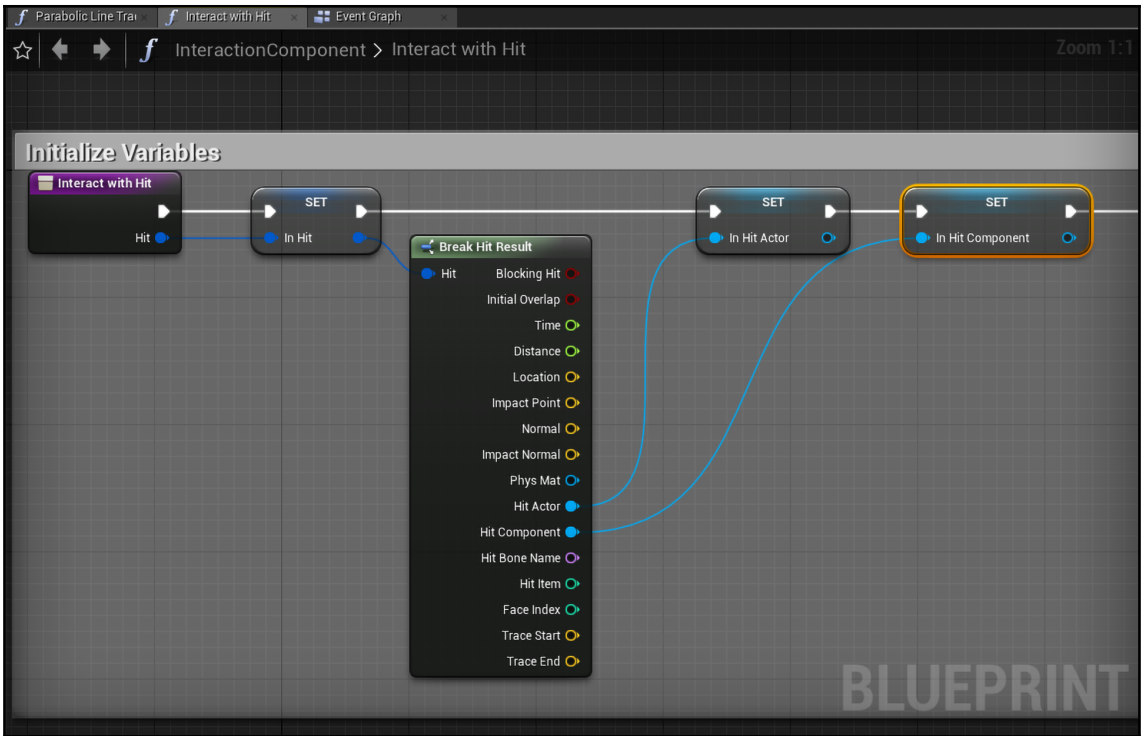 Parabolic Line Tra
Interact with Hit
Event Graph
InteractionComponent > Interact with Hit
Zoom 1:1
Initialize Variables
Interact with Hit
Hit
SET
In Hit
Break Hit Result
Hit
Blocking Hit
Initial Overlap
Time
Distance
Location
Impact Point
Normal
Impact Normal
Phys Mat
Hit Actor
Hit Component
Hit Bone Name
Hit Item
Face Index
Trace Start
Trace End
SET
In Hit Actor
SET
In Hit Component
BLUEPRINT